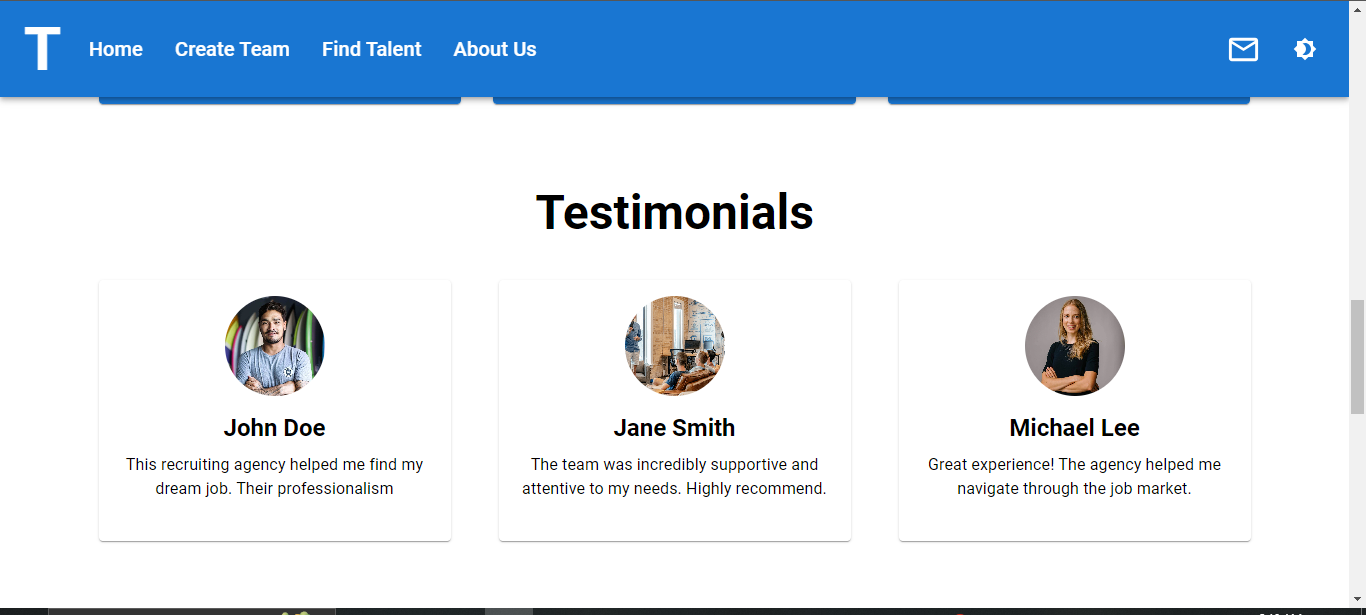 T Home Create Team Find Talent About Us
Testimonials
John Doe
This recruiting agency helped me find my
dream job. Their professionalism
Jane Smith
The team was incredibly supportive and
attentive to my needs. Highly recommend.
Michael Lee
Great experience! The agency helped me
navigate through the job market.